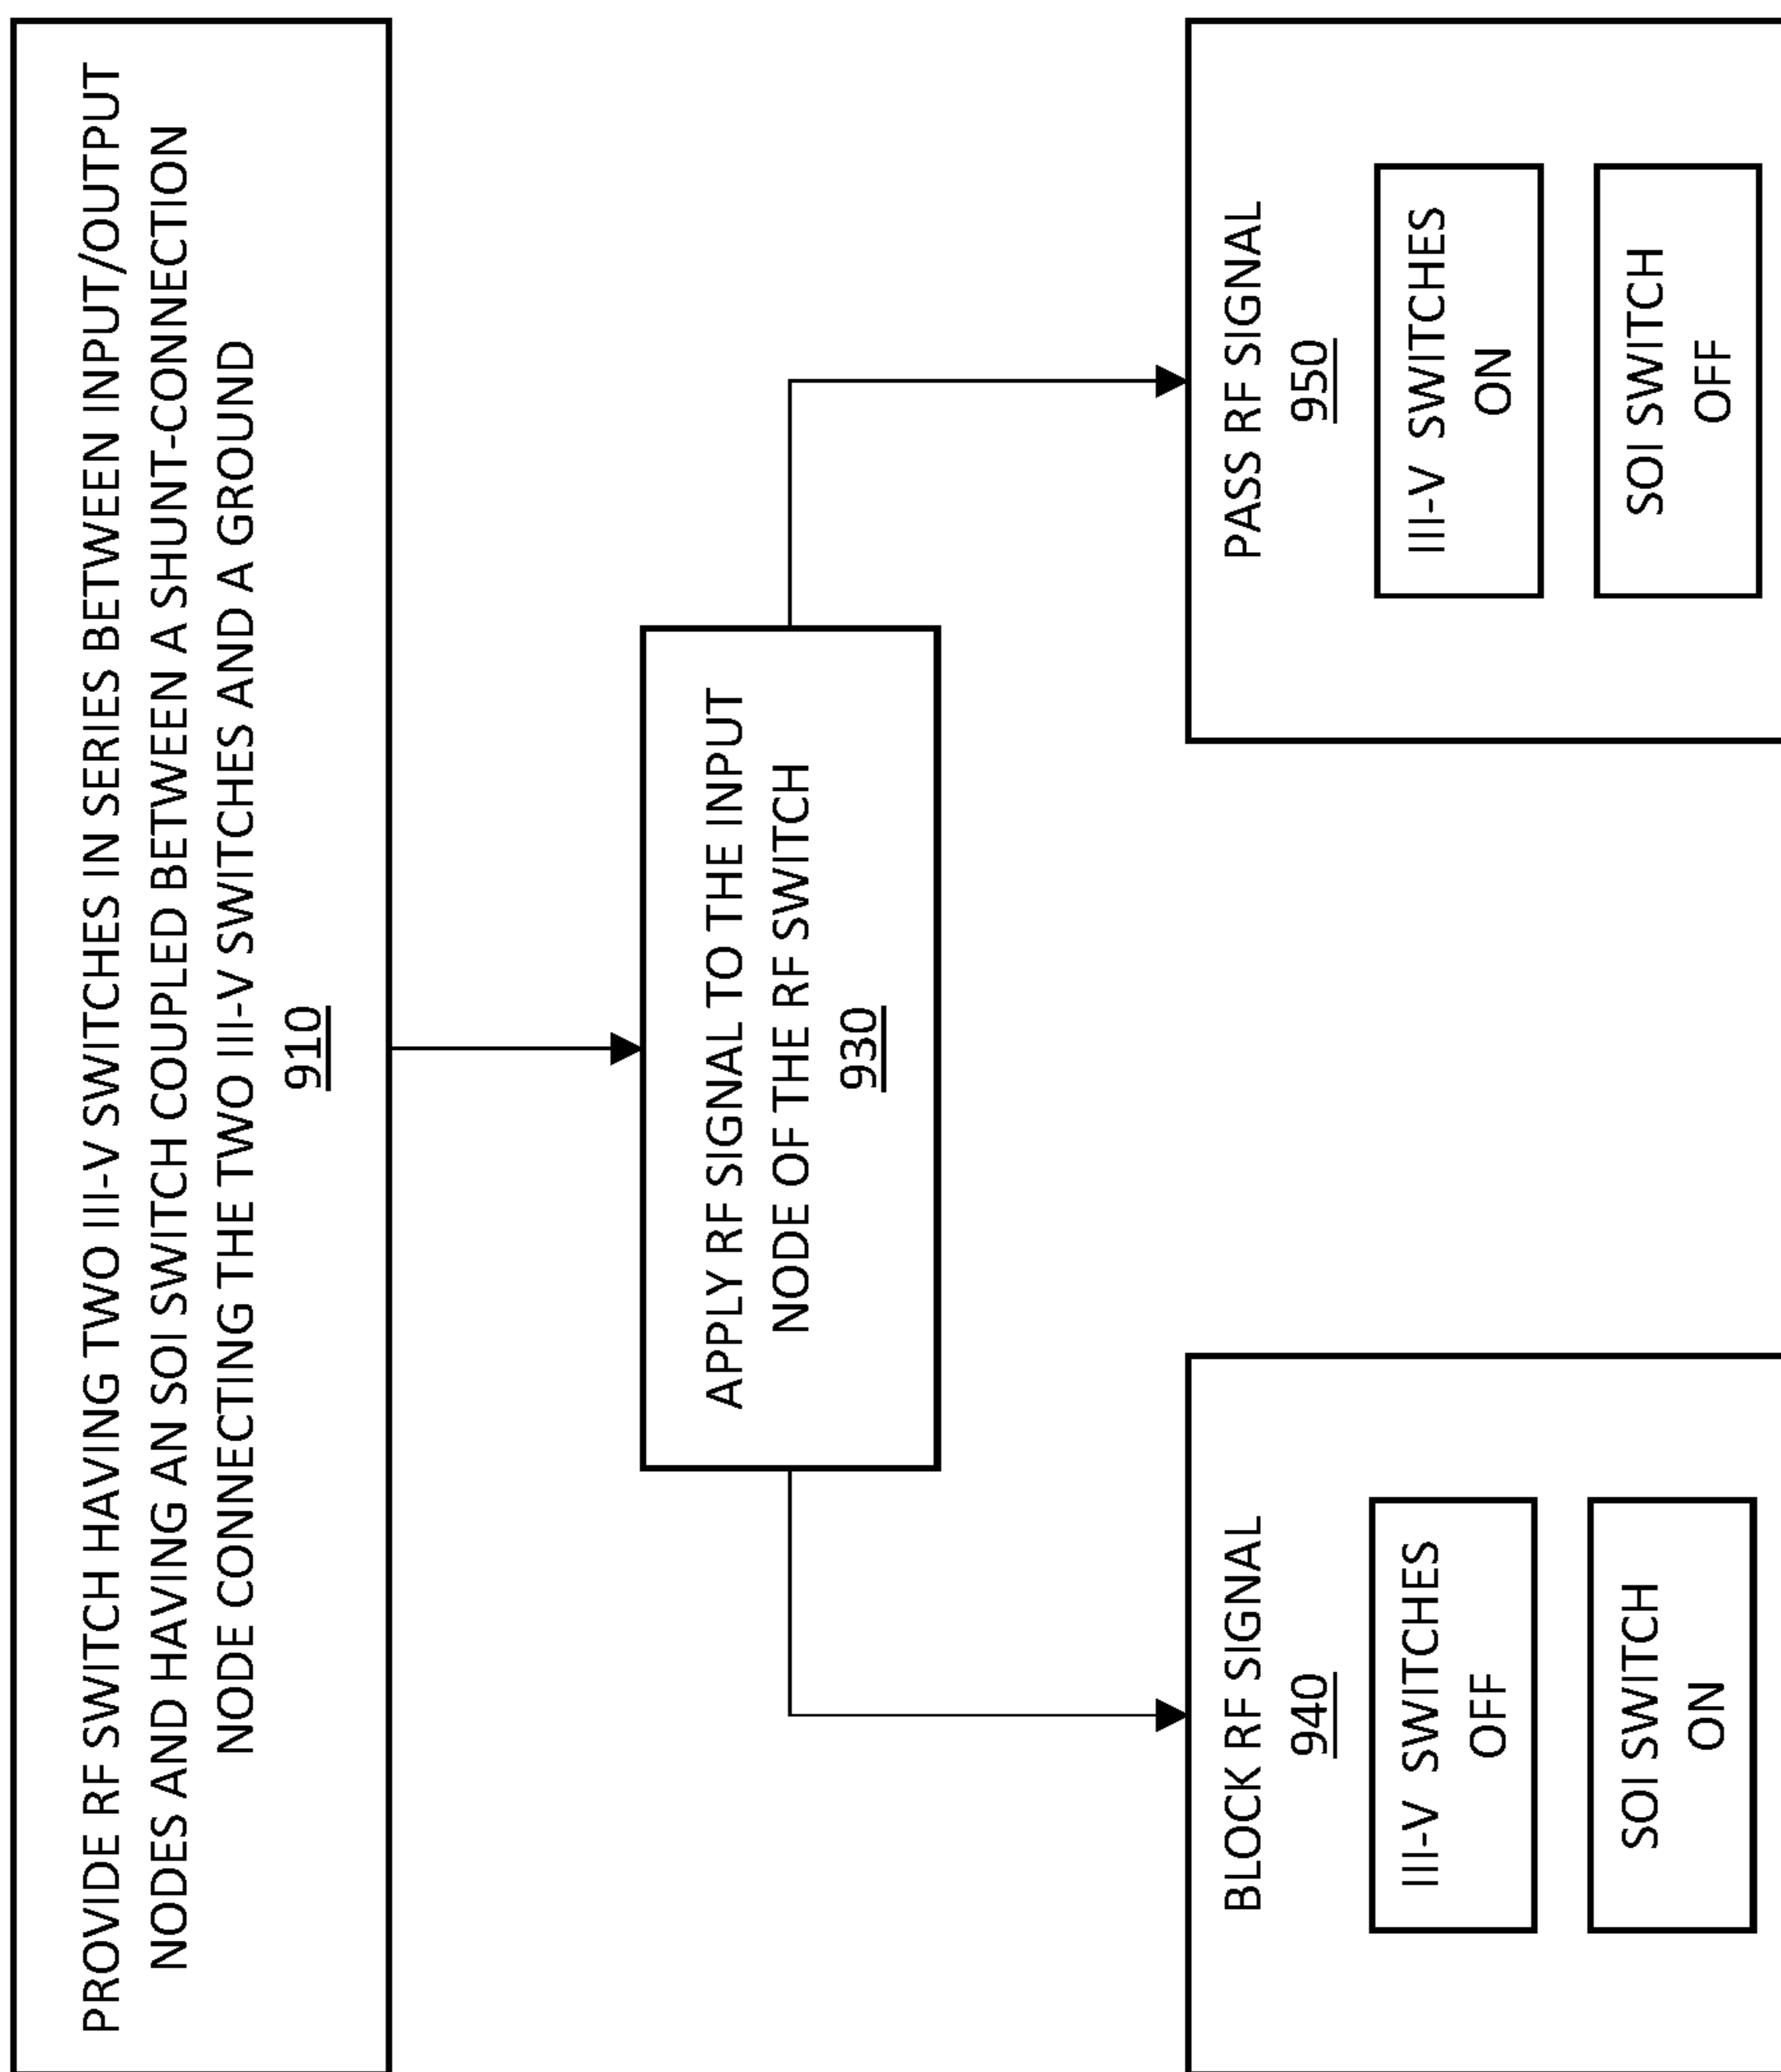 PROVIDE RF SWITCH HAVING TWO III-V SWITCHES IN SERIES BETWEEN INPUT/OUTPUT
NODES AND HAVING AN SOI SWITCH COUPLED BETWEEN A SHUNT-CONNECTION
NODE CONNECTING THE TWO III-V SWITCHES AND A GROUND
910
APPLY RF SIGNAL TO THE INPUT
NODE OF THE RF SWITCH
930
BLOCK RF SIGNAL
940
III-V SWITCHES
OFF
SOI SWITCH
ON
PASS RF SIGNAL
950
III-V SWITCHES
ON
SOI SWITCH
OFF